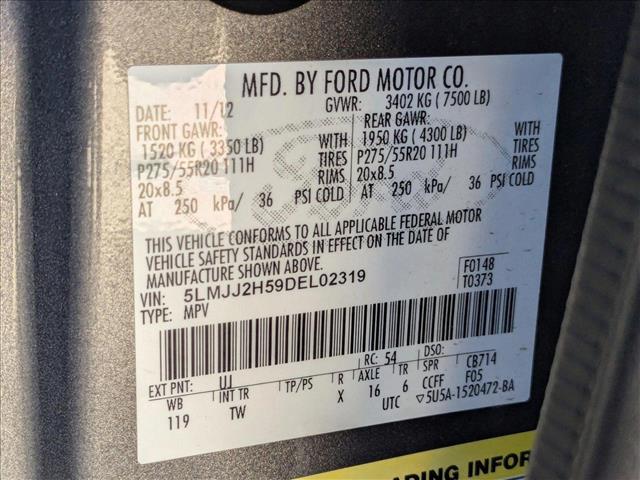 MFD. BY FORD MOTOR CO.
DATE: 11/12 GVWR: 3402 KG ( 7500 LB)
FRONT GAWR: REAR GAWR:
1520 KG ( 3350 LB) WITH 1950 KG ( 4300 LB) WITH
P275/55R20 111H TIRES P275/55R20 111H TIRES
20x8.5 RIMS 20x8.5 RIMS
AT 250 kPa/ 36 PSI COLD AT 250 kPa/ 36 PSI COLD
THIS VEHICLE CONFORMS TO ALL APPLICABLE FEDERAL MOTOR
VEHICLE SAFETY STANDARDS IN EFFECT ON THE DATE OF
MANUFACTURE SHOWN ABOVE.
F0148
VIN: 5LMJJ2H59DEL02319 T0373
TYPE: MPV
EXT PNT: UJ RC: 54 DSO:
WB INT TR TP/PS R AXLE TR SPR CB714
119 TW X 16 6 CCFF F05
UTC ▽5U5A-1520472-BA
ADING INFOR